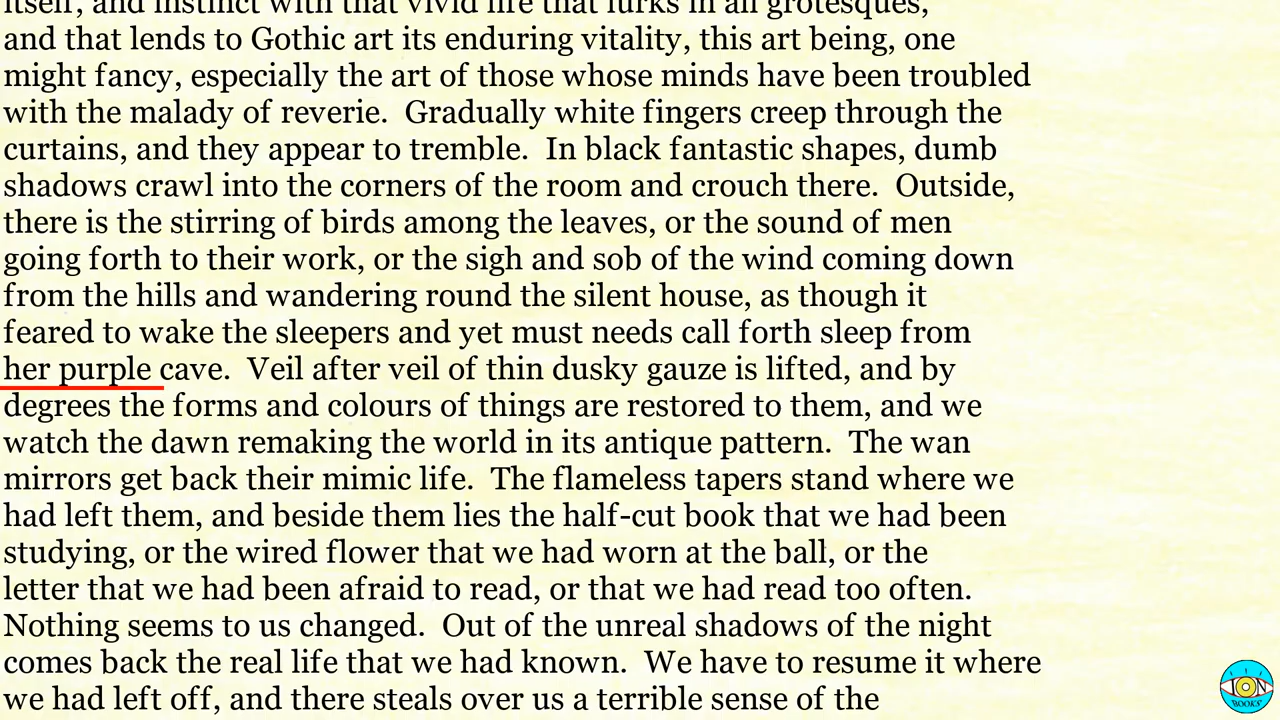 itself, and instinct with that vivid life that lurks in all grotesques,
and that lends to Gothic art its enduring vitality, this art being, one
might fancy, especially the art of those whose minds have been troubled
with the malady of reverie.  Gradually white fingers creep through the
curtains, and they appear to tremble.  In black fantastic shapes, dumb
shadows crawl into the corners of the room and crouch there.  Outside,
there is the stirring of birds among the leaves, or the sound of men
going forth to their work, or the sigh and sob of the wind coming down
from the hills and wandering round the silent house, as though it
feared to wake the sleepers and yet must needs call forth sleep from
her purple cave.  Veil after veil of thin dusky gauze is lifted, and by
degrees the forms and colours of things are restored to them, and we
watch the dawn remaking the world in its antique pattern.  The wan
mirrors get back their mimic life.  The flameless tapers stand where we
had left them, and beside them lies the half-cut book that we had been
studying, or the wired flower that we had worn at the ball, or the
letter that we had been afraid to read, or that we had read too often.
Nothing seems to us changed.  Out of the unreal shadows of the night
comes back the real life that we had known.  We have to resume it where
we had left off, and there steals over us a terrible sense of the
ION
BOOKS